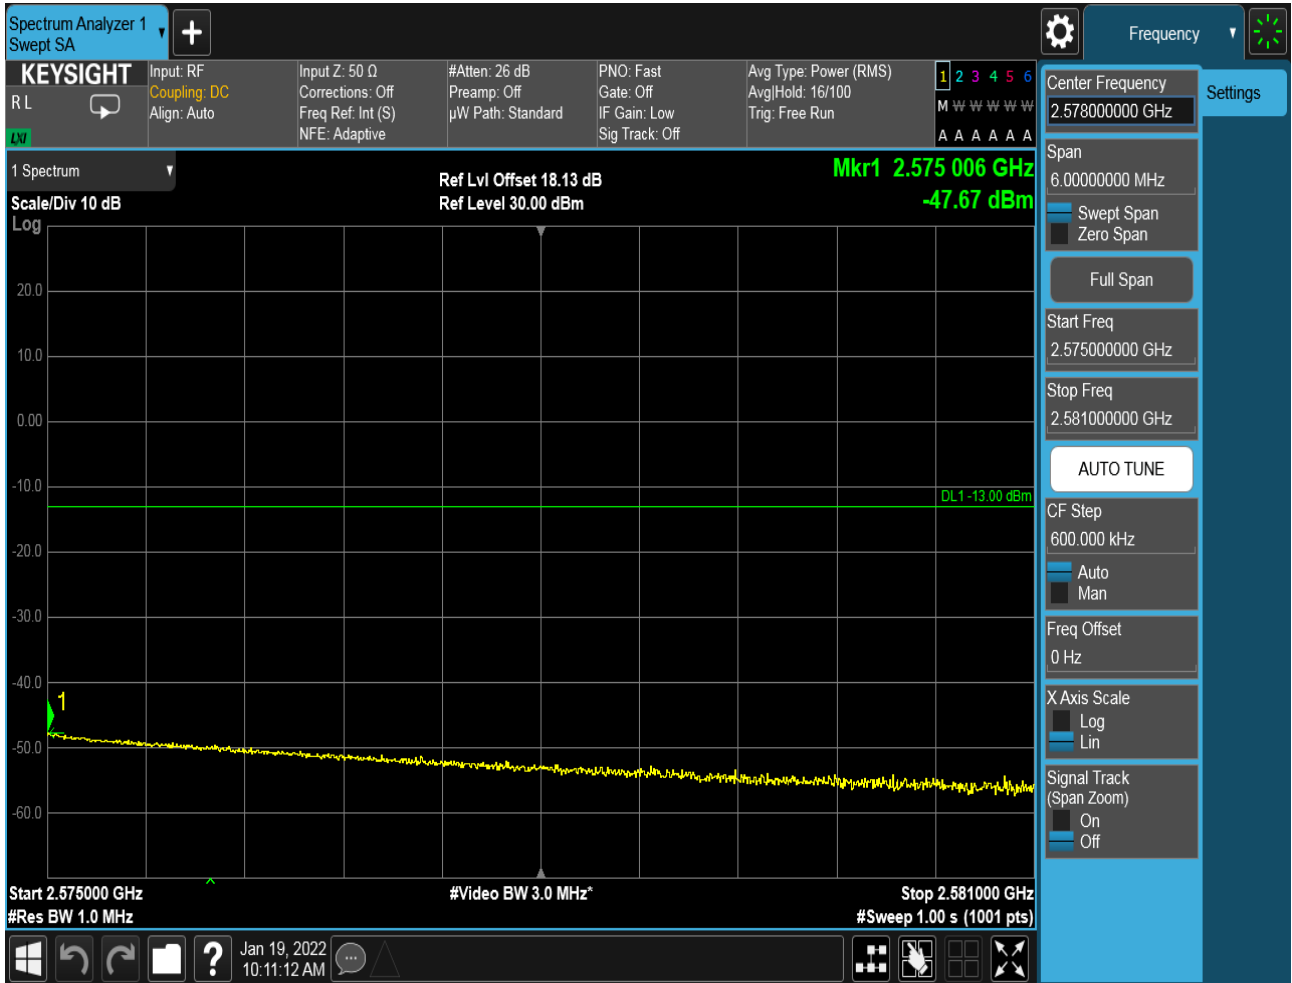 Spectrum Analyzer 1
Swept SA
Frequency
KEYSIGHT
R L
LXI
Input: RF
Coupling: DC
Align: Auto
Input Z: 50 Ω
Corrections: Off
Freq Ref: Int (S)
NFE: Adaptive
#Atten: 26 dB
Preamp: Off
µW Path: Standard
PNO: Fast
Gate: Off
IF Gain: Low
Sig Track: Off
Avg Type: Power (RMS)
Avg|Hold: 16/100
Trig: Free Run
1 2 3 4 5 6
M W W W W W
A A A A A A
1 Spectrum
Scale/Div 10 dB
Log
Ref Lvl Offset 18.13 dB
Ref Level 30.00 dBm
Mkr1 2.575 006 GHz
-47.67 dBm
20.0
10.0
0.00
-10.0
-20.0
-30.0
-40.0
-50.0
-60.0
DL1 -13.00 dBm
1
Start 2.575000 GHz
#Res BW 1.0 MHz
#Video BW 3.0 MHz*
Stop 2.581000 GHz
#Sweep 1.00 s (1001 pts)
Center Frequency
2.578000000 GHz
Settings
Span
6.00000000 MHz
Swept Span
Zero Span
Full Span
Start Freq
2.575000000 GHz
Stop Freq
2.581000000 GHz
AUTO TUNE
CF Step
600.000 kHz
Auto
Man
Freq Offset
0 Hz
X Axis Scale
Log
Lin
Signal Track
(Span Zoom)
On
Off
?
Jan 19, 2022
10:11:12 AM